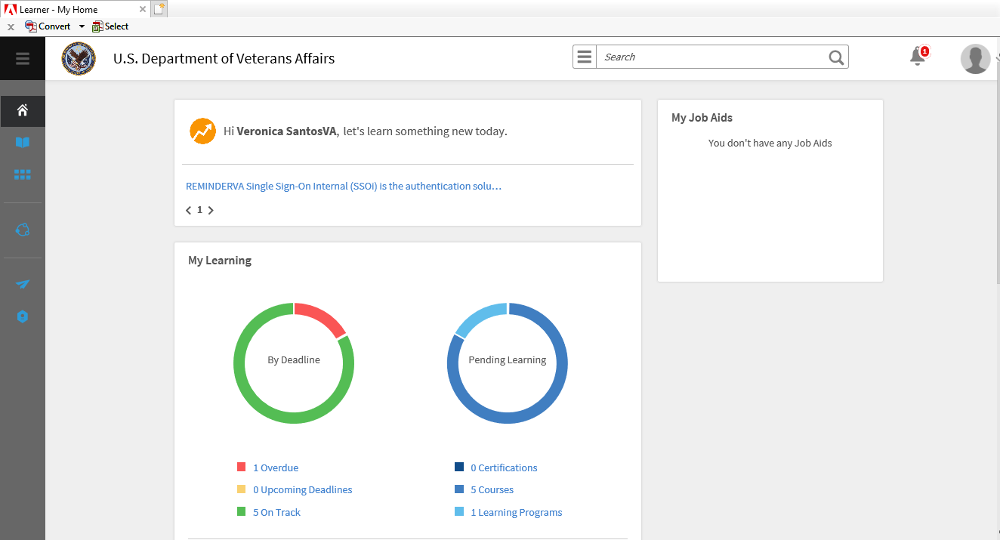 Learner - My Home
Convert Select
U.S. Department of Veterans Affairs
Search
1
Hi Veronica SantosVA, let's learn something new today.
REMINDERVA Single Sign-On Internal (SSOi) is the authentication solu…
1
My Job Aids
You don't have any Job Aids
My Learning
By Deadline
Pending Learning
1 Overdue
0 Upcoming Deadlines
5 On Track
0 Certifications
5 Courses
1 Learning Programs